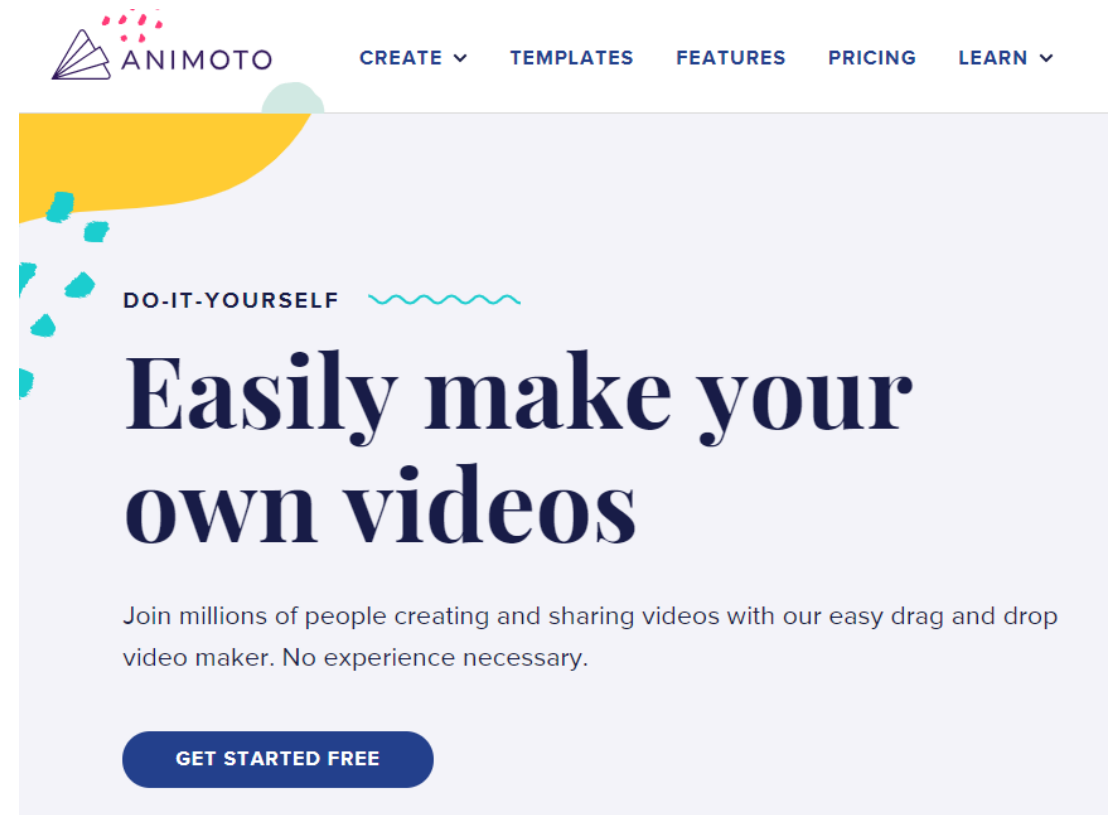 ANIMOTO
CREATE
TEMPLATES
FEATURES
PRICING
LEARN
DO-IT-YOURSELF
Easily make your
own videos
Join millions of people creating and sharing videos with our easy drag and drop
video maker. No experience necessary.
GET STARTED FREE